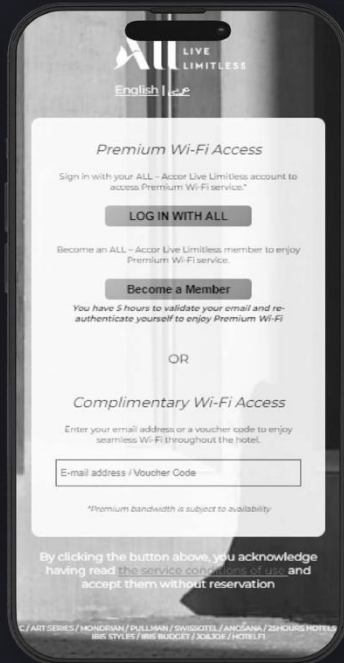 ALL LIVE
LIMITLESS
English | عربي
Premium Wi-Fi Access
Sign in with your ALL – Accor Live Limitless account to
access Premium Wi-Fi service.*
LOG IN WITH ALL
Become an ALL – Accor Live Limitless member to enjoy
Premium Wi-Fi service.
Become a Member
You have 5 hours to validate your email and re-
authenticate yourself to enjoy Premium Wi-Fi
OR
Complimentary Wi-Fi Access
Enter your email address or a voucher code to enjoy
seamless Wi-Fi throughout the hotel.
E-mail address / Voucher Code
*Premium bandwidth is subject to availability
By clicking the button above, you acknowledge
having read the service conditions of use and
accept them without reservation
C / ART SERIES / MONDRIAN / PULLMAN / SWISSOTEL / ANGSANA / 25HOURS HOTELS
IBIS STYLES / IBIS BUDGET / JO&JOE / HOTELF1